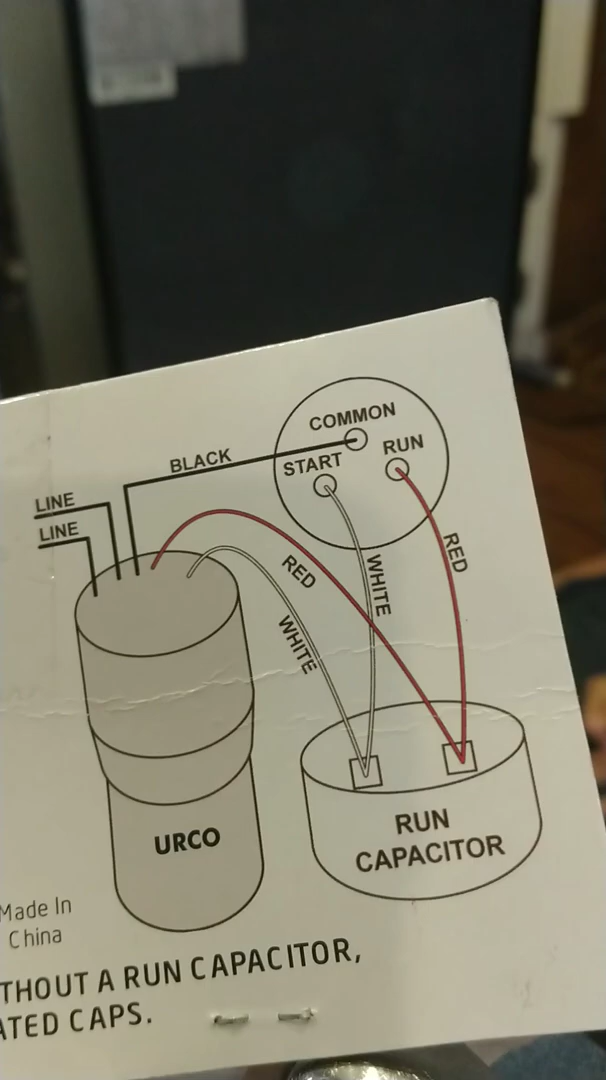 COMMON
RUN
START
BLACK
LINE
LINE
RED
WHITE
RED
WHITE
RUN
CAPACITOR
URCO
Made In
China
THOUT A RUN CAPACITOR,
ATED CAPS.